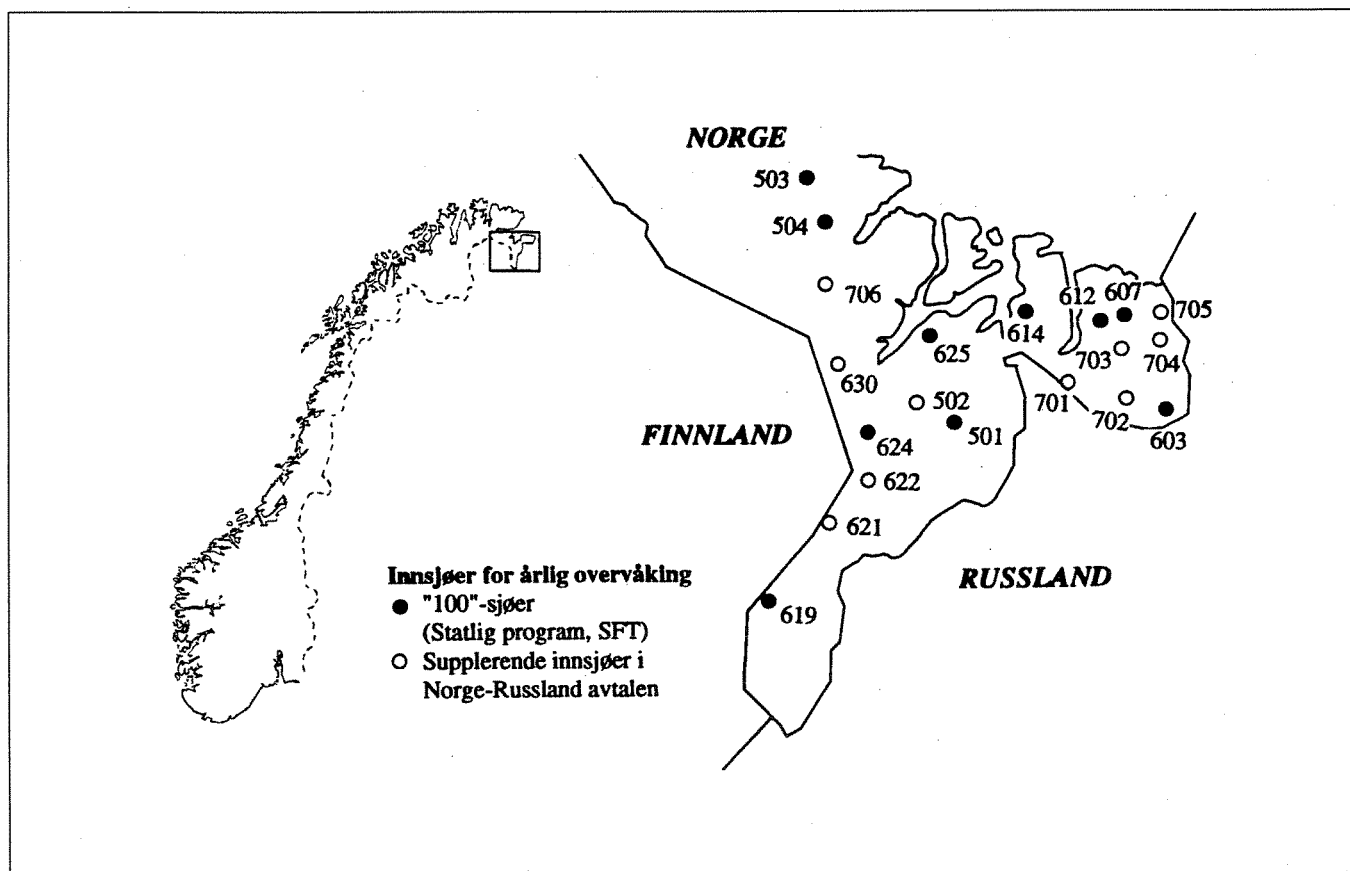 NORGE
503
504
706
612
607
705
614
625
703
704
630
502
701
702
603
FINNLAND
624
501
622
621
RUSSLAND
619
Innsjøer for årlig overvåking
"100"-sjøer
(Statlig program, SFT)
Supplerende innsjøer i
Norge-Russland avtalen